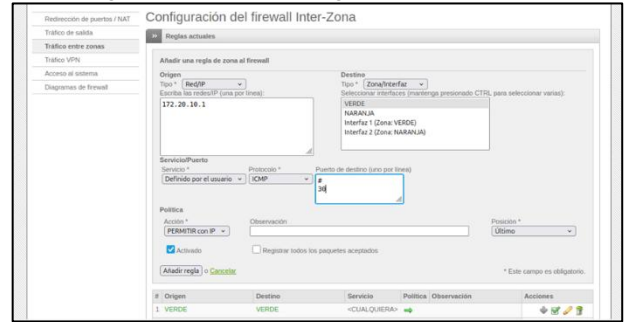 Configuración del firewall Inter-Zona
Redirección de puertos / NAT
Tráfico de salida
Tráfico entre zonas
Tráfico VPN
Acceso al sistema
Diagramas de firewall
» Reglas actuales
Añadir una regla de zona al firewall
Origen Destino
Tipo * Red/IP Tipo * Zona/Interfaz
Escriba las redes/IP (una por línea): Seleccionar interfaces (mantenga presionado CTRL para seleccionar varias):
172.20.10.1
VERDE
NARANJA
Interfaz 1 (Zona: VERDE)
Interfaz 2 (Zona: NARANJA)
Servicio/Puerto
Servicio * Protocolo * Puerto de destino (uno por línea)
Definido por el usuario ICMP
30
Política
Acción * Observación: Posición *
PERMITIR con IP Último
Activado Registrar todos los paquetes aceptados
Añadir regla o Cancelar * Este campo es obligatorio.
# Origen Destino Servicio Política Observación Acciones
1 VERDE VERDE <CUALQUIERA>